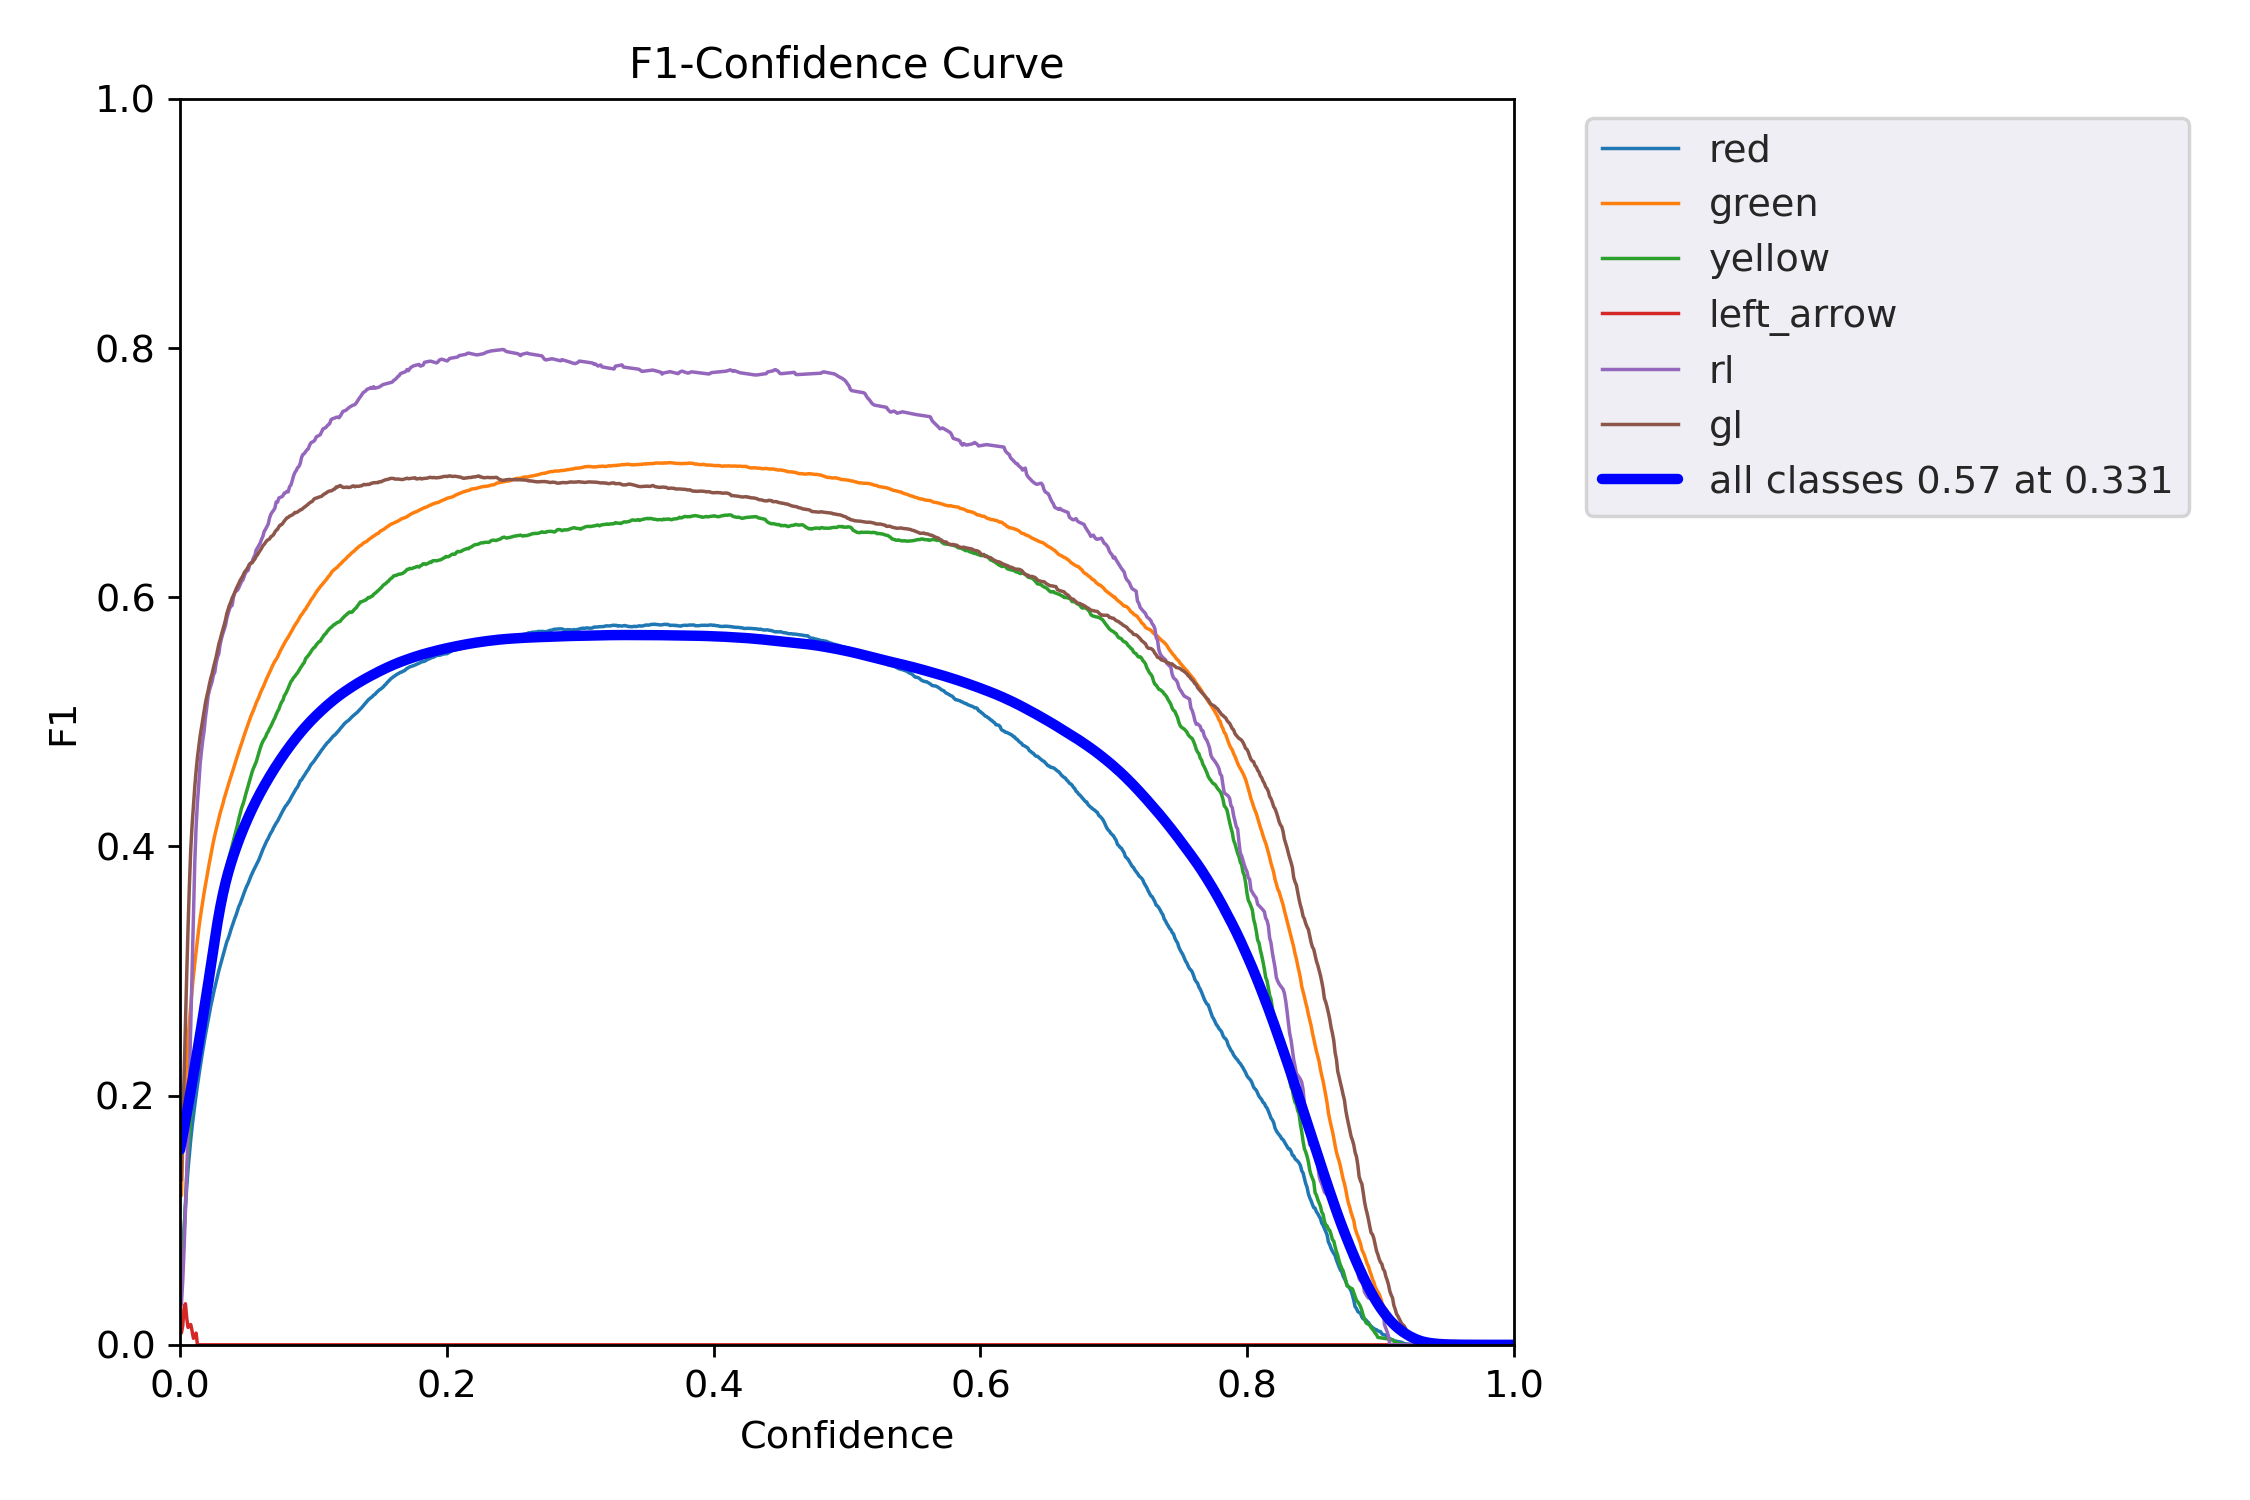 F1-Confidence Curve
1.0
0.8
0.6
0.4
0.2
0.0
F1
0.0 0.2 0.4 0.6 0.8 1.0
Confidence
red
green
yellow
left_arrow
rl
gl
all classes 0.57 at 0.331